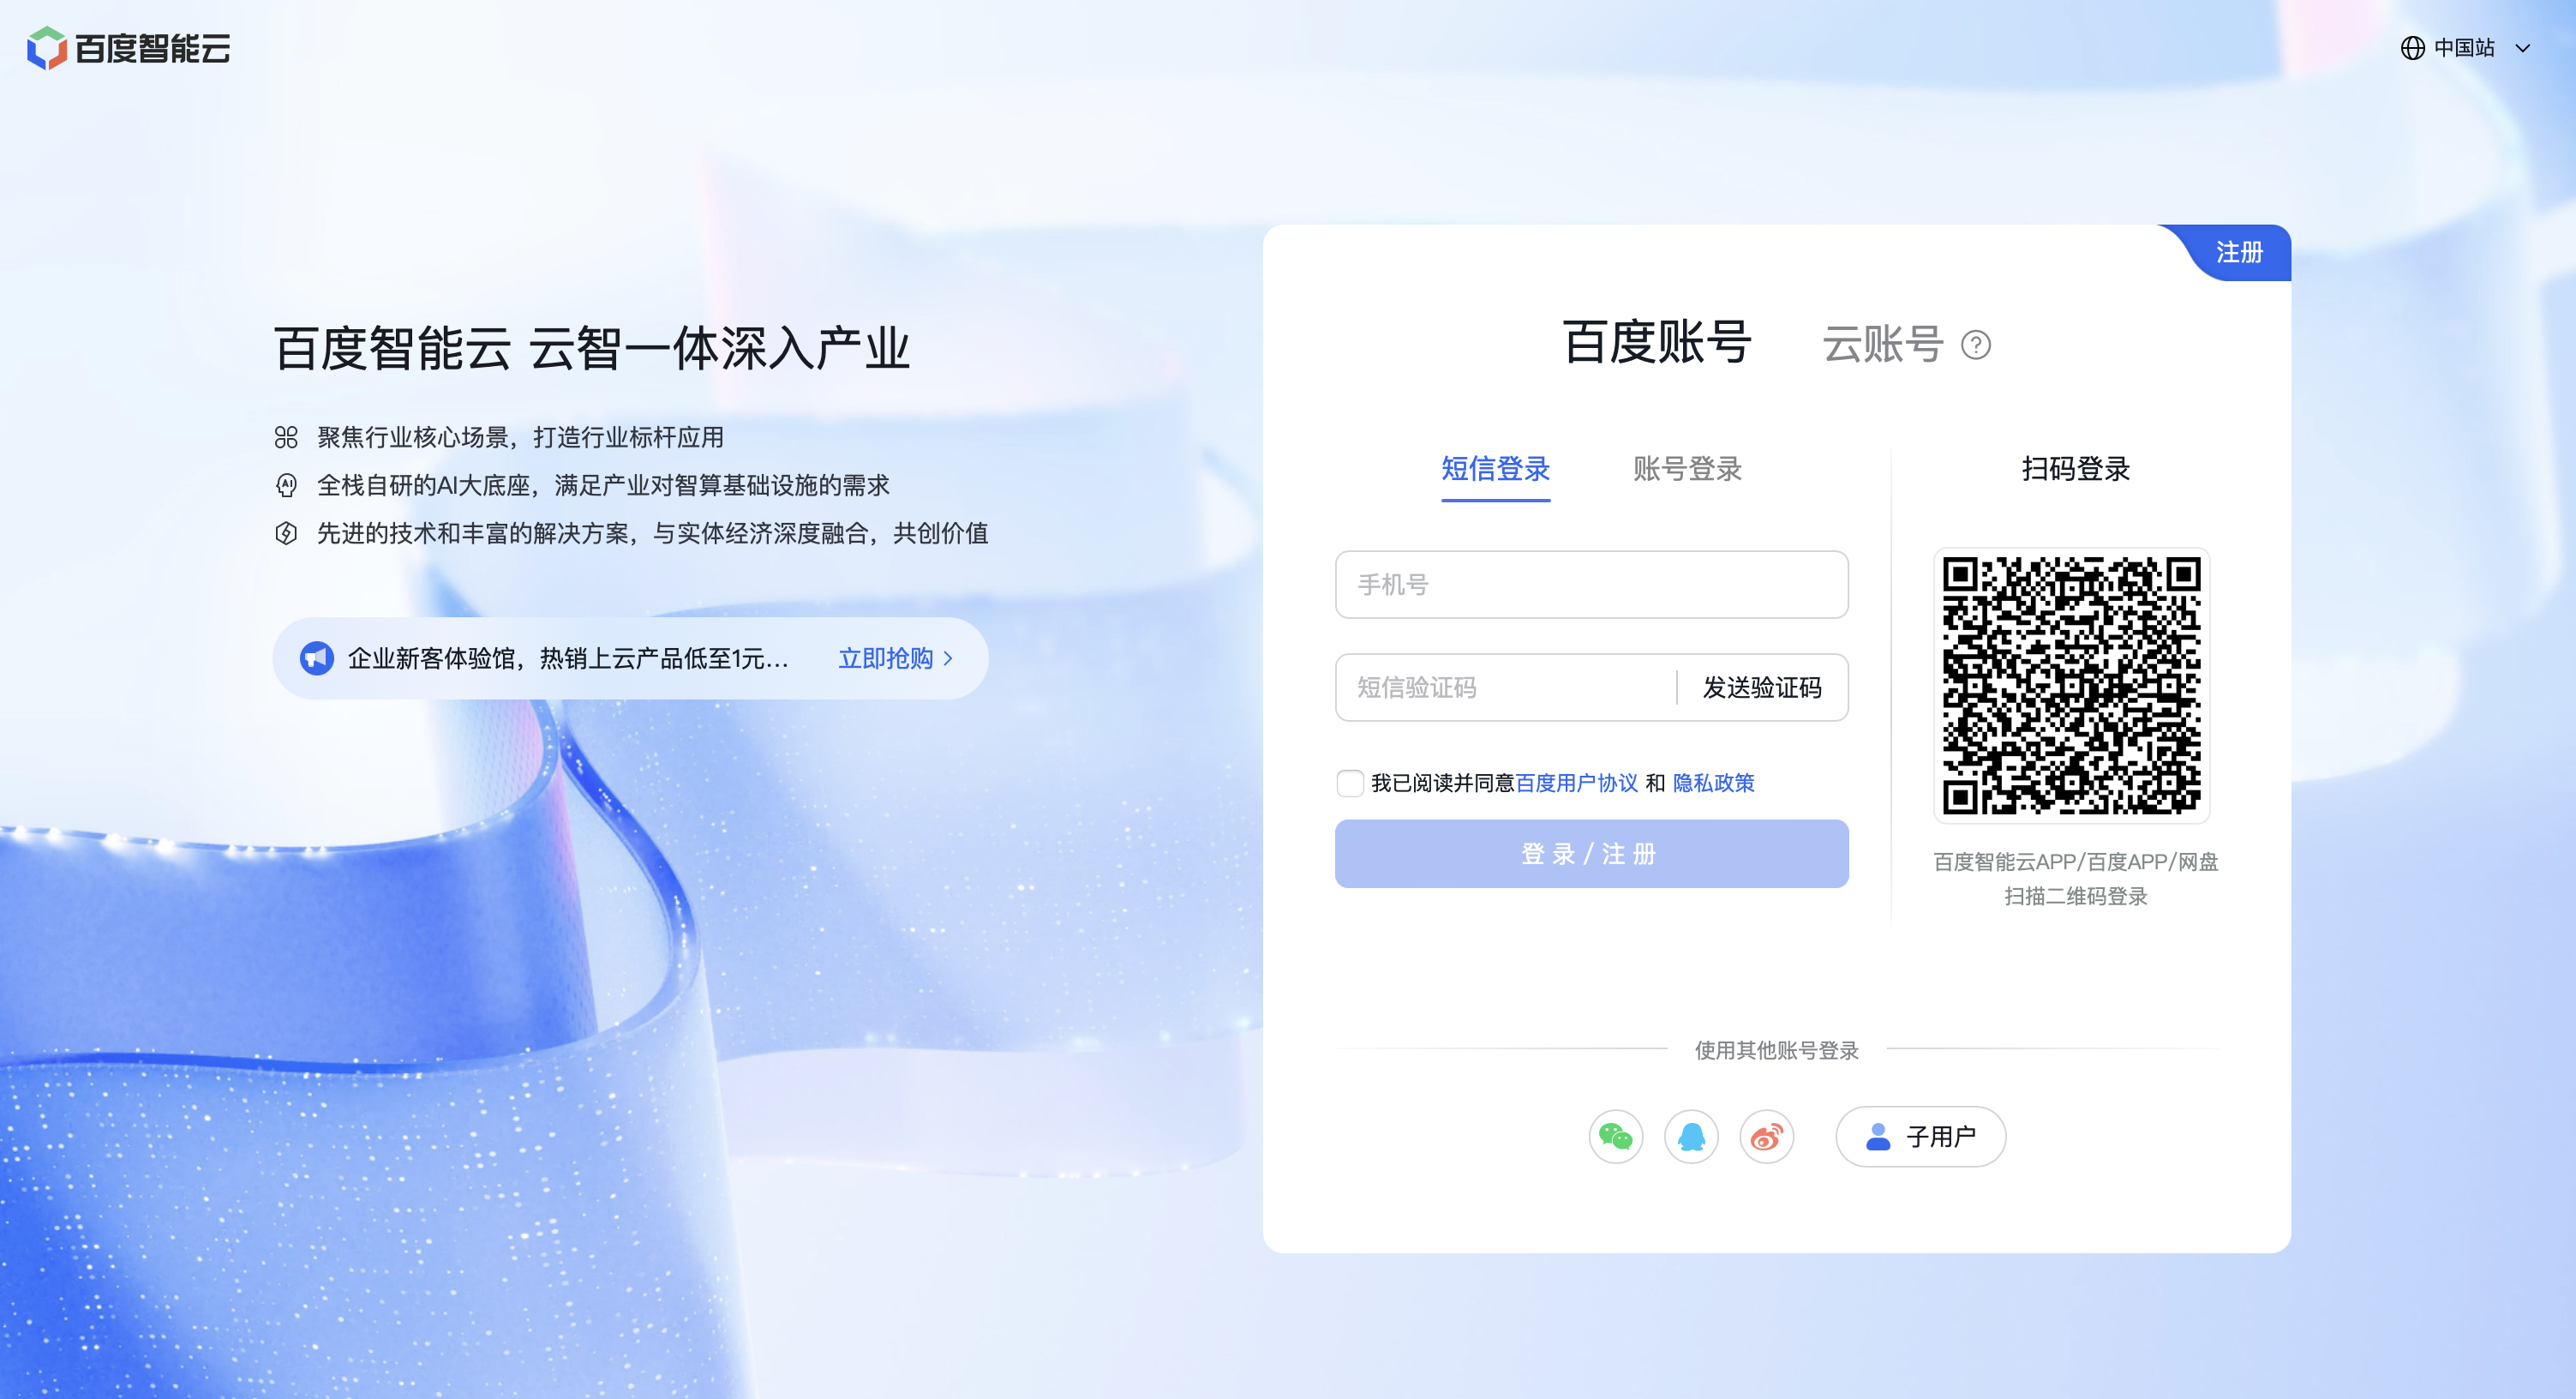 百度智能云
中国站
百度智能云 云智一体深入产业
聚焦行业核心场景，打造行业标杆应用
全栈自研的AI大底座，满足产业对智算基础设施的需求
先进的技术和丰富的解决方案，与实体经济深度融合，共创价值
企业新客体验馆，热销上云产品低至1元... 立即抢购
注册
百度账号 云账号 ?
短信登录 账号登录
手机号
短信验证码 发送验证码
我已阅读并同意百度用户协议 和 隐私政策
登录/注册
扫码登录
百度智能云APP/百度APP/网盘
扫描二维码登录
使用其他账号登录
子用户